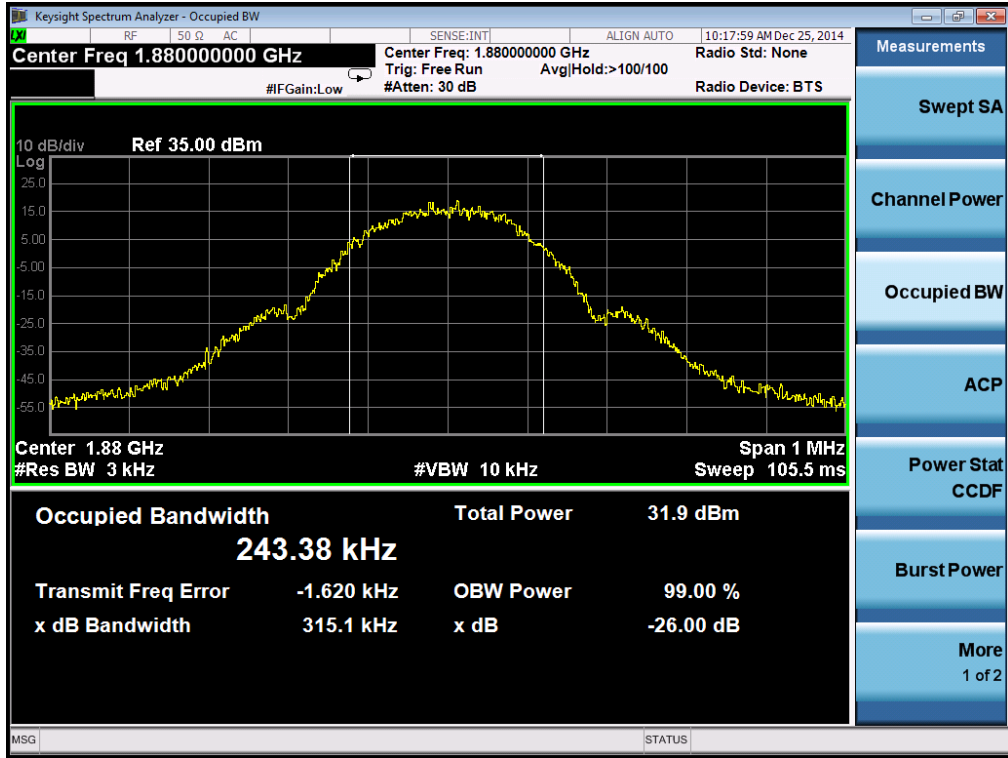 Keysight Spectrum Analyzer - Occupied BW
LXI RF 50 Ω AC SENSE:INT ALIGN AUTO 10:17:59 AM Dec 25, 2014
Center Freq 1.880000000 GHz
Center Freq: 1.880000000 GHz
Radio Std: None
Trig: Free Run Avg|Hold:>100/100
#IFGain:Low
#Atten: 30 dB
Radio Device: BTS
10 dB/div Ref 35.00 dBm
Log
25.0
15.0
5.00
-5.00
-15.0
-25.0
-35.0
-45.0
-55.0
Center 1.88 GHz Span 1 MHz
#Res BW 3 kHz #VBW 10 kHz Sweep 105.5 ms
Occupied Bandwidth Total Power 31.9 dBm
243.38 kHz
Transmit Freq Error -1.620 kHz OBW Power 99.00 %
x dB Bandwidth 315.1 kHz x dB -26.00 dB
Measurements
Swept SA
Channel Power
Occupied BW
ACP
Power Stat
CCDF
Burst Power
More
1 of 2
MSG STATUS